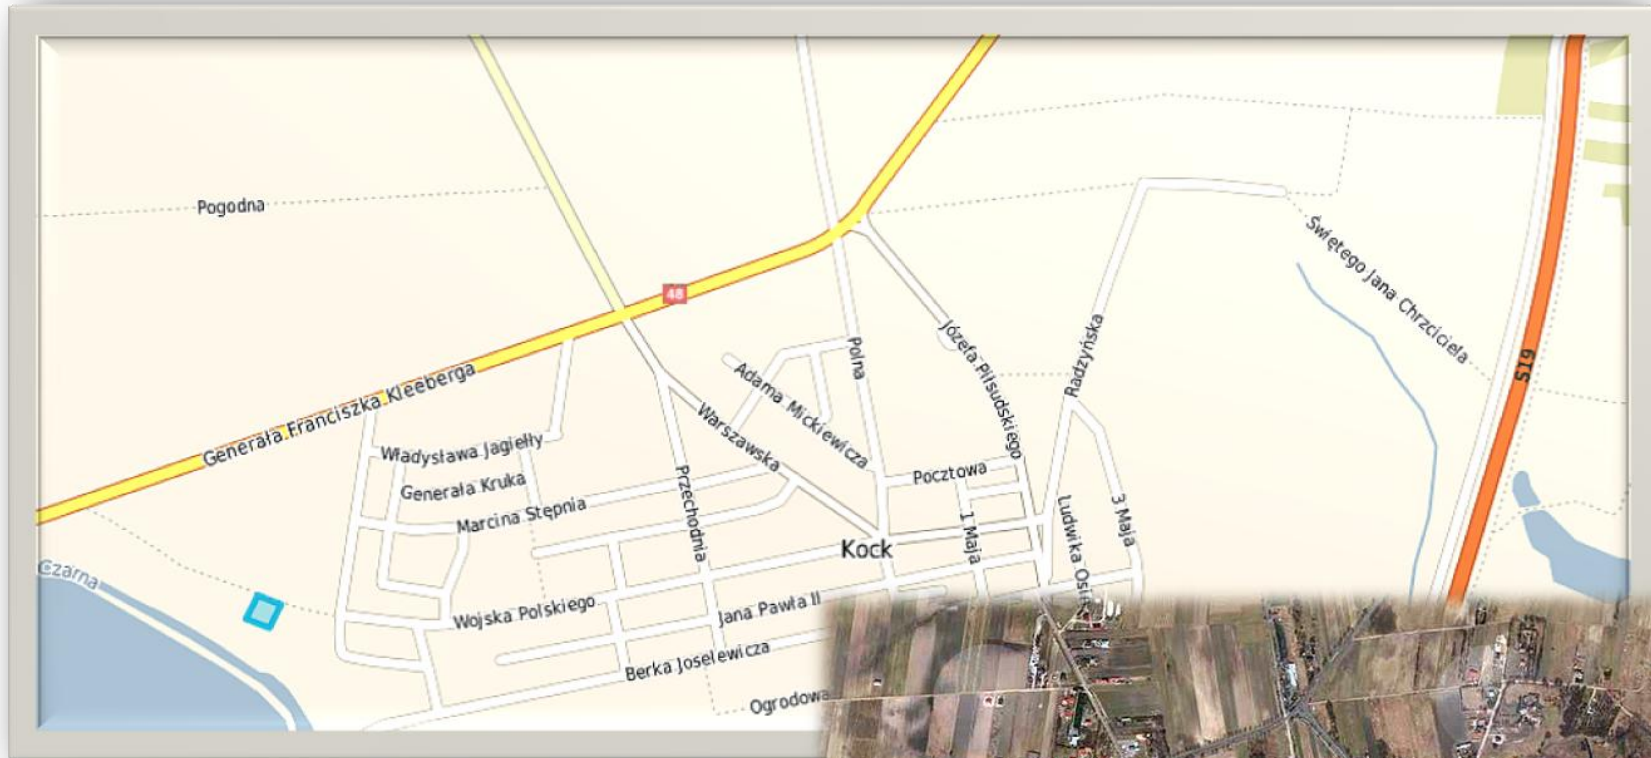 Pogodna
Świętego Jana Chrzciciela
48
Józefa Piłsudskiego
Radzyńska
Polna
S19
Generała Franciszka Kleeberga
Adama Mickiewicza
Warszawska
Władysława Jagiełły
Pocztowa
Generała Kruka
Przechodnia
Marcina Stępnia
1 Maja
Ludwika
3 Maja
Kock
Czarna
Wojska Polskiego
Jana Pawła II
Berka Joselewicza
Ogrodowa